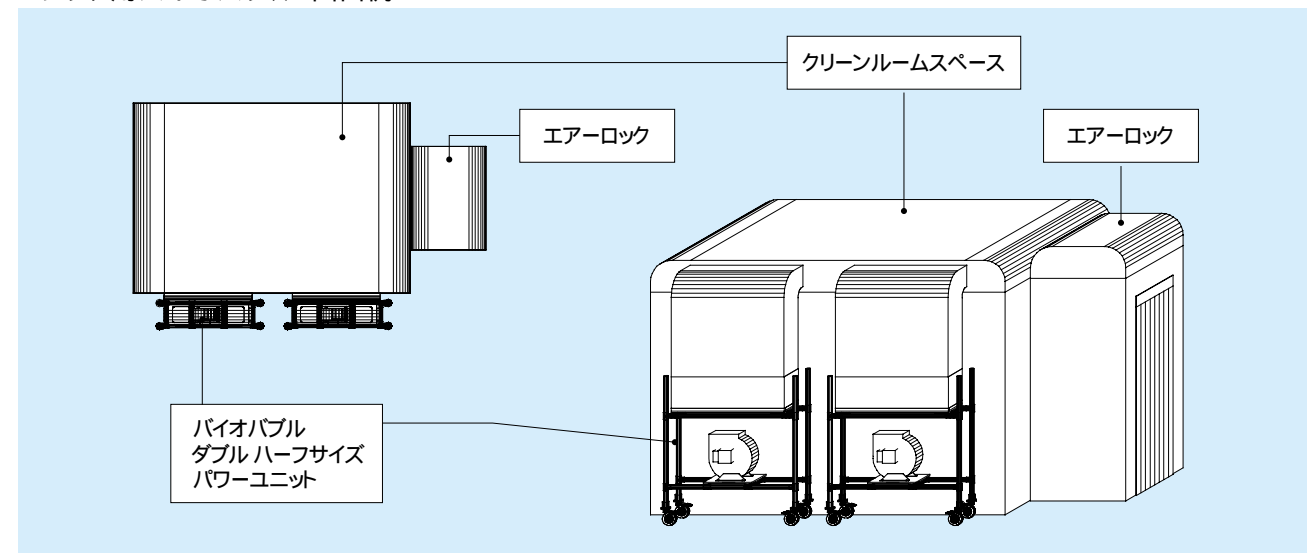 クリーンルームスペース
エアーロック
エアーロック
バイオバブル
ダブル ハーフサイズ
パワーユニット